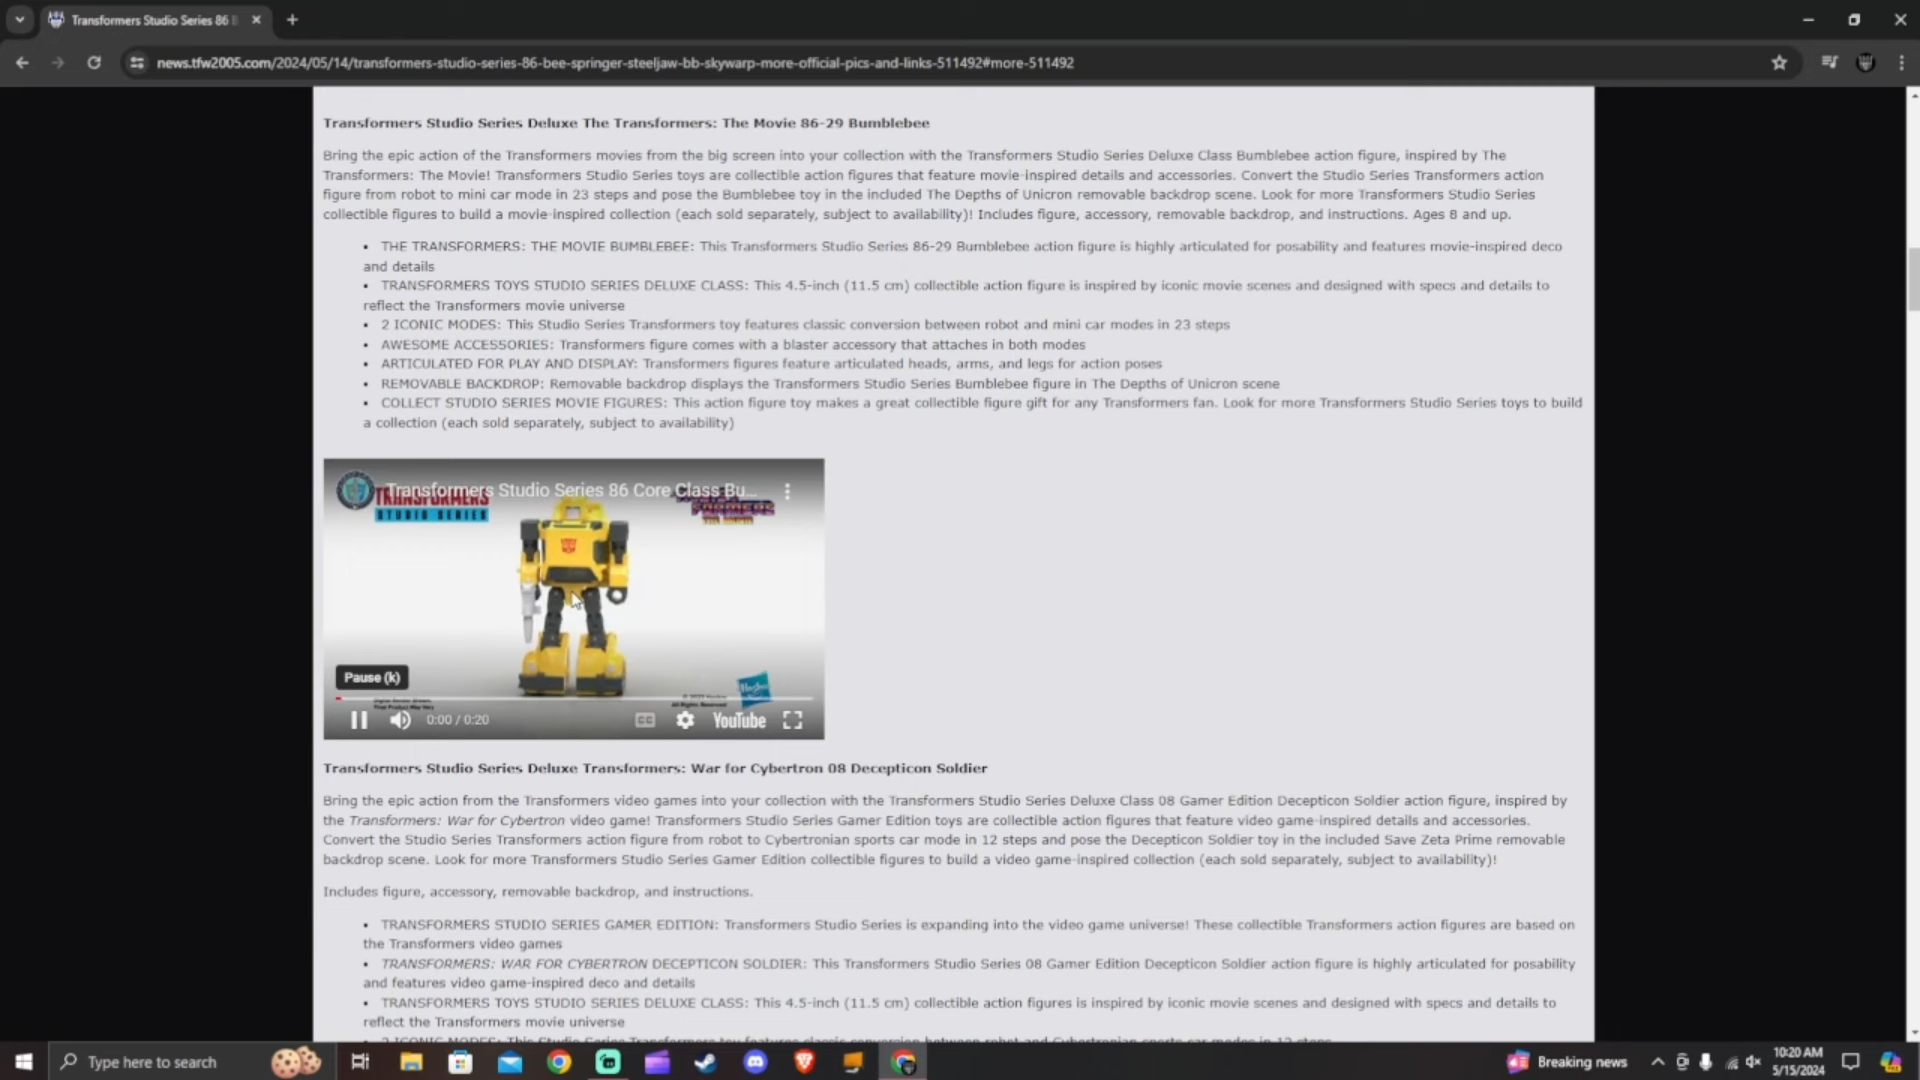 Transformers Studio Series 86 B
news.tfw2005.com/2024/05/14/transformers-studio-series-86-bee-springer-steeljaw-bb-skywarp-more-official-pics-and-links-511492#more-511492
Transformers Studio Series Deluxe The Transformers: The Movie 86-29 Bumblebee
Bring the epic action of the Transformers movies from the big screen into your collection with the Transformers Studio Series Deluxe Class Bumblebee action figure, inspired by The
Transformers: The Movie! Transformers Studio Series toys are collectible action figures that feature movie-inspired details and accessories. Convert the Studio Series Transformers action
figure from robot to mini car mode in 23 steps and pose the Bumblebee toy in the included The Depths of Unicron removable backdrop scene. Look for more Transformers Studio Series
collectible figures to build a movie-inspired collection (each sold separately, subject to availability)! Includes figure, accessory, removable backdrop, and instructions. Ages 8 and up.
• THE TRANSFORMERS: THE MOVIE BUMBLEBEE: This Transformers Studio Series 86-29 Bumblebee action figure is highly articulated for posability and features movie-inspired deco
and details
• TRANSFORMERS TOYS STUDIO SERIES DELUXE CLASS: This 4.5-inch (11.5 cm) collectible action figure is inspired by iconic movie scenes and designed with specs and details to
reflect the Transformers movie universe
• 2 ICONIC MODES: This Studio Series Transformers toy features classic conversion between robot and mini car modes in 23 steps
• AWESOME ACCESSORIES: Transformers figure comes with a blaster accessory that attaches in both modes
• ARTICULATED FOR PLAY AND DISPLAY: Transformers figures feature articulated heads, arms, and legs for action poses
• REMOVABLE BACKDROP: Removable backdrop displays the Transformers Studio Series Bumblebee figure in The Depths of Unicron scene
• COLLECT STUDIO SERIES MOVIE FIGURES: This action figure toy makes a great collectible figure gift for any Transformers fan. Look for more Transformers Studio Series toys to build
a collection (each sold separately, subject to availability)
Transformers Studio Series 86 Core Class Bu...
TRANSFORMERS
STUDIO SERIES
THE MOVIE
Hasbro
Pause (k)
0:00 / 0:20
CC
YouTube
Transformers Studio Series Deluxe Transformers: War for Cybertron 08 Decepticon Soldier
Bring the epic action from the Transformers video games into your collection with the Transformers Studio Series Deluxe Class 08 Gamer Edition Decepticon Soldier action figure, inspired by
the Transformers: War for Cybertron video game! Transformers Studio Series Gamer Edition toys are collectible action figures that feature video game-inspired details and accessories.
Convert the Studio Series Transformers action figure from robot to Cybertronian sports car mode in 12 steps and pose the Decepticon Soldier toy in the included Save Zeta Prime removable
backdrop scene. Look for more Transformers Studio Series Gamer Edition collectible figures to build a video game-inspired collection (each sold separately, subject to availability)!
Includes figure, accessory, removable backdrop, and instructions.
• TRANSFORMERS STUDIO SERIES GAMER EDITION: Transformers Studio Series is expanding into the video game universe! These collectible Transformers action figures are based on
the Transformers video games
• TRANSFORMERS: WAR FOR CYBERTRON DECEPTICON SOLDIER: This Transformers Studio Series 08 Gamer Edition Decepticon Soldier action figure is highly articulated for posability
and features video game-inspired deco and details
• TRANSFORMERS TOYS STUDIO SERIES DELUXE CLASS: This 4.5-inch (11.5 cm) collectible action figures is inspired by iconic movie scenes and designed with specs and details to
reflect the Transformers movie universe
• 2 ICONIC MODES: This Studio Series Transformers toy features classic conversion between robot and Cybertronian sports car modes in 12 steps
Type here to search
Breaking news
10:20 AM
5/15/2024